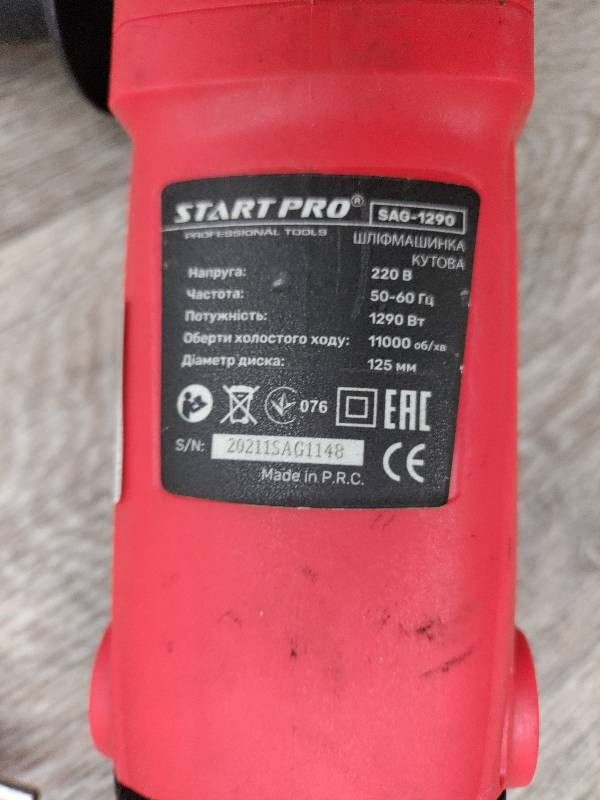 START PRO® SAG-1290
PROFESSIONAL TOOLS
ШЛІФМАШИНКА
КУТОВА
Напруга: 220 В
Частота: 50-60 Гц
Потужність: 1290 Вт
Оберти холостого ходу: 11000 об/хв
Діаметр диска: 125 мм
076 EAC
S/N: 20211SAG1148 CE
Made in P.R.C.